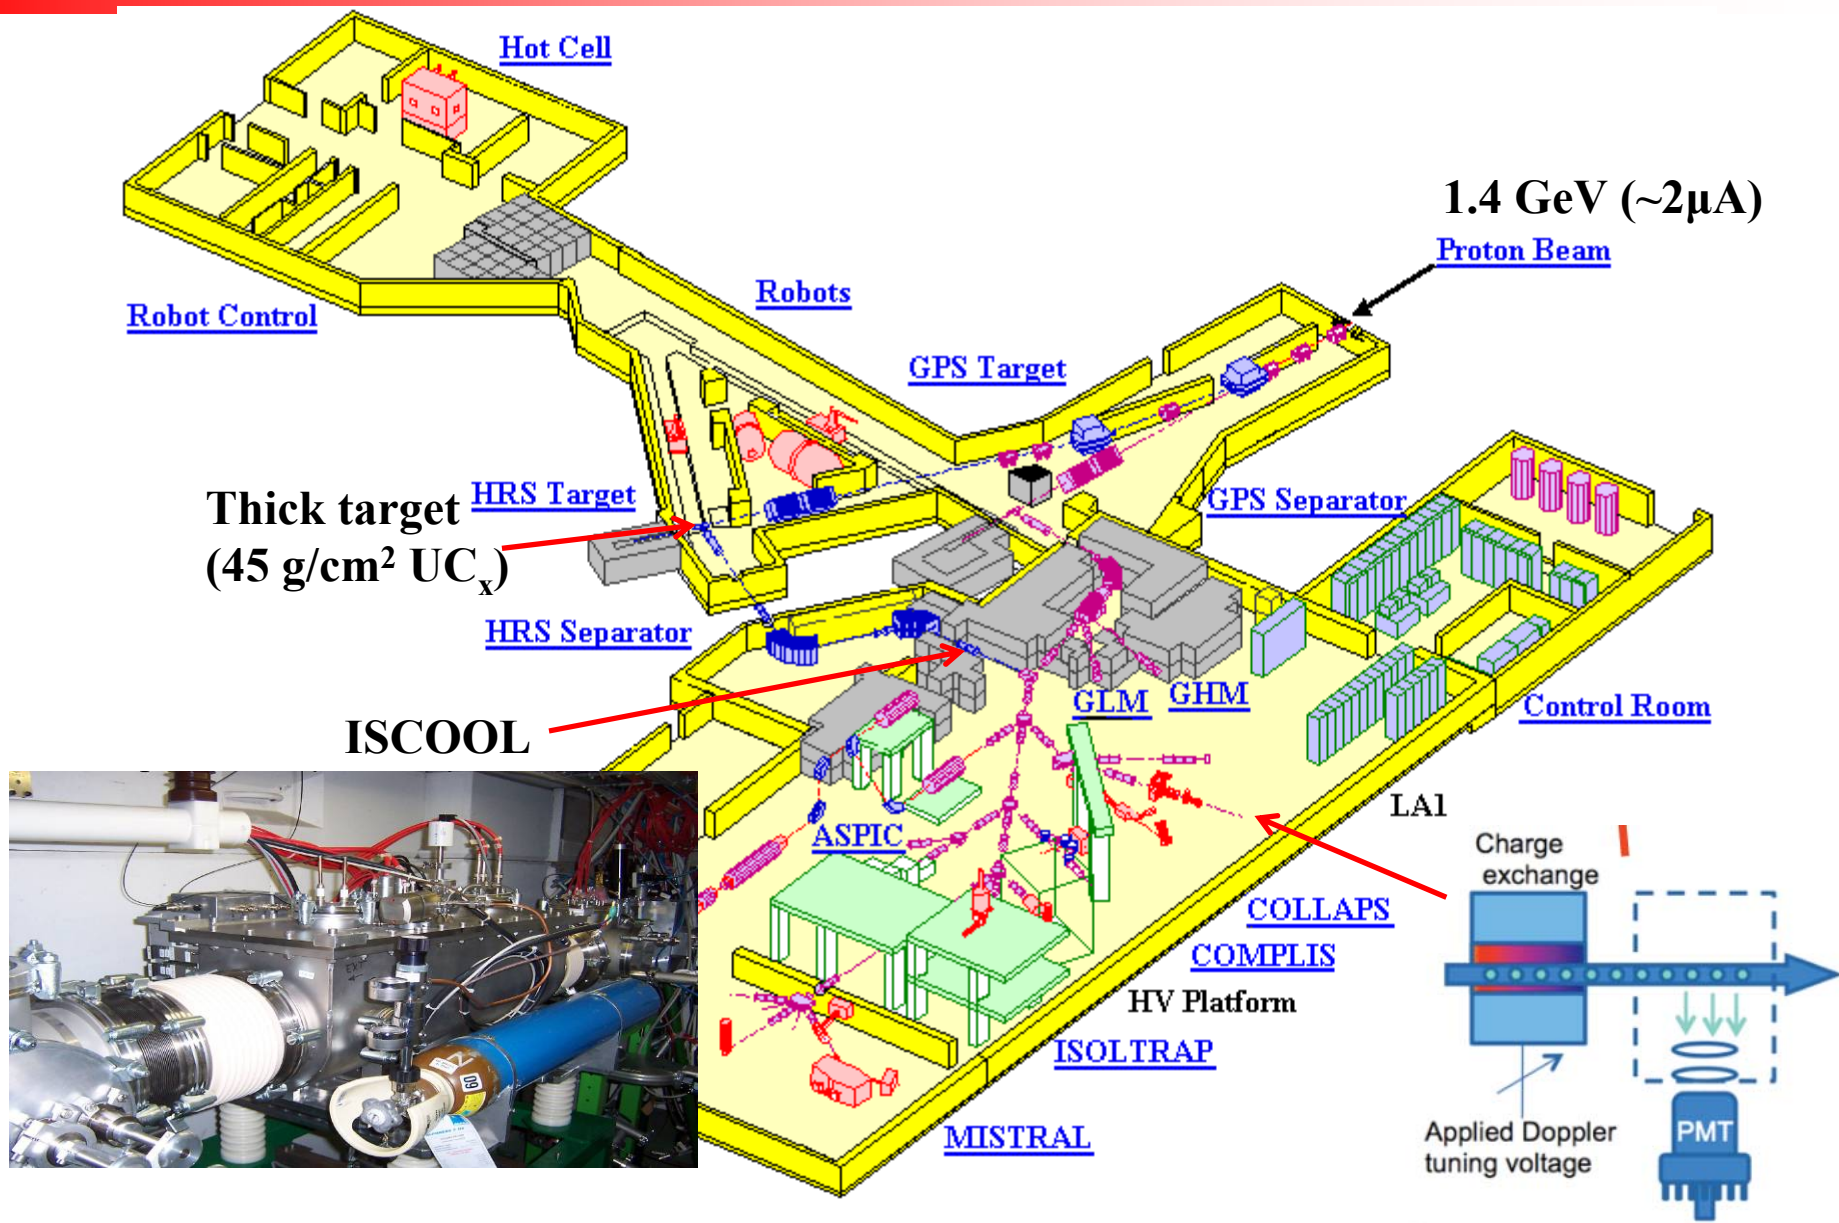 Hot Cell
1.4 GeV (~2μA)
Proton Beam
Robots
Robot Control
GPS Target
HRS Target
GPS Separator
Thick target
(45 g/cm² UCₓ)
HRS Separator
GLM
GHM
Control Room
ISCOOL
LA1
ASPIC
Charge
exchange
COLLAPS
COMPLIS
HV Platform
ISOLTRAP
MISTRAL
Applied Doppler
tuning voltage
PMT
60